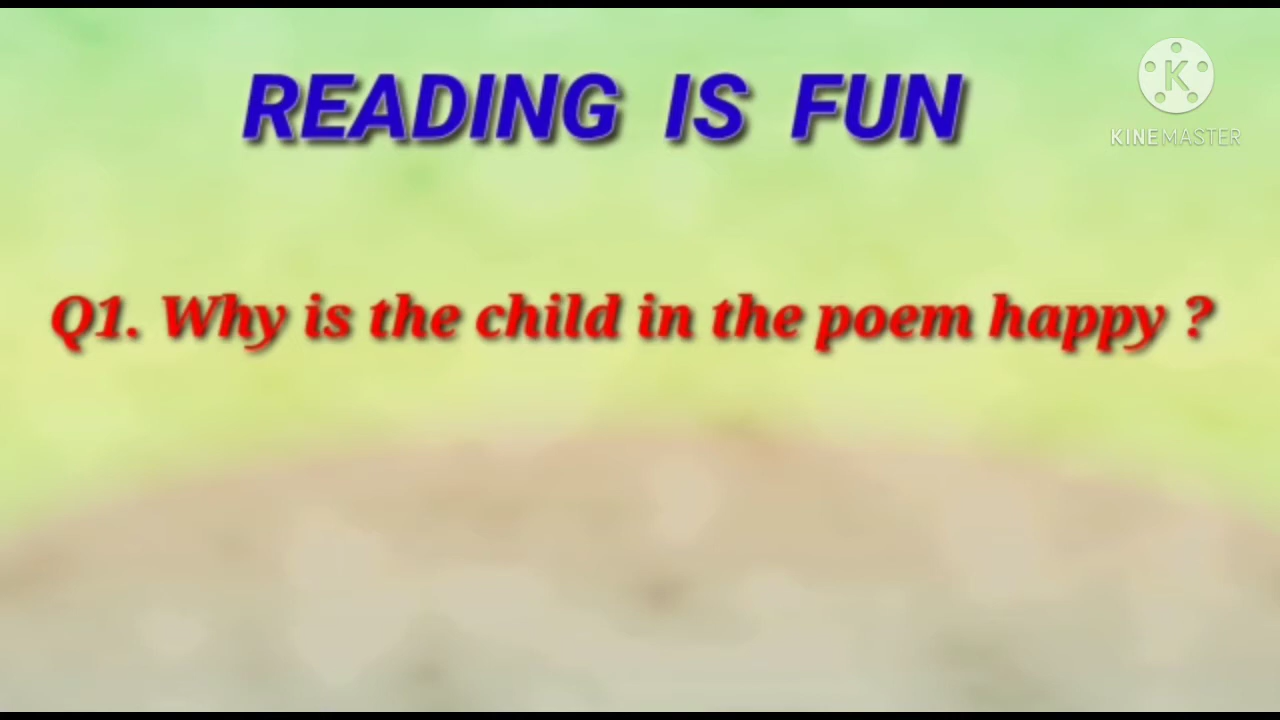 READING IS FUN
KINEMASTER
Q1. Why is the child in the poem happy ?